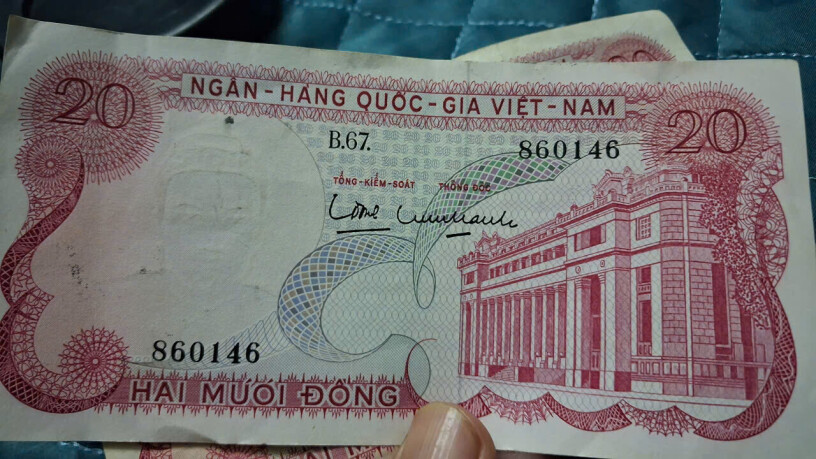 20
NGÂN - HÀNG QUỐC - GIA VIỆT - NAM
20
B.67.
860146
TỔNG - KIỂM - SOÁT THỐNG ĐỐC
860146
HAI MƯƠI ĐỒNG
20